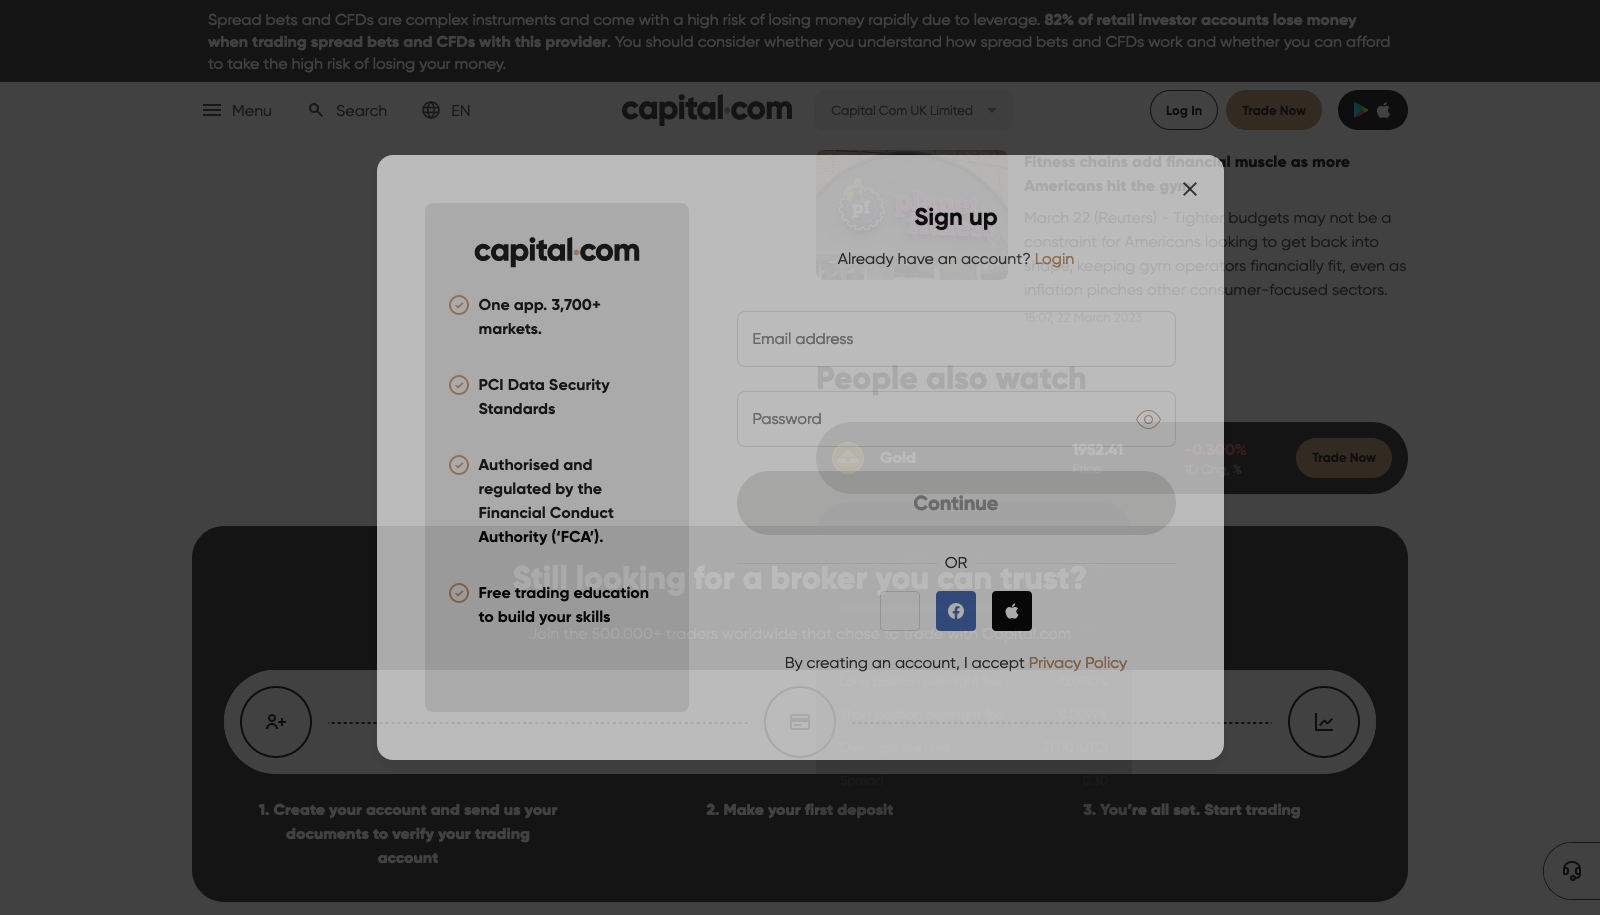 Spread bets and CFDs are complex instruments and come with a high risk of losing money rapidly due to leverage. 82% of retail investor accounts lose money
when trading spread bets and CFDs with this provider. You should consider whether you understand how spread bets and CFDs work and whether you can afford
to take the high risk of losing your money.
Menu
Search
EN
capital.com
Capital Com UK Limited
Log In
Trade Now
Fitness chains add financial muscle as more
Americans hit the gym
March 22 (Reuters) - Tighter budgets may not be a
constraint for Americans looking to get back into
shape, keeping gym operators financially fit, even as
inflation pinches other consumer-focused sectors.
15:07, 22 March 2023
pf
planet
fitness
capital.com
One app. 3,700+
markets.
PCI Data Security
Standards
Authorised and
regulated by the
Financial Conduct
Authority (‘FCA’).
Free trading education
to build your skills
Sign up
Already have an account? Login
Email address
Password
Continue
OR
By creating an account, I accept Privacy Policy
People also watch
Gold
1952.41
Price
-0.300%
1D Chg, %
Trade Now
Still looking for a broker you can trust?
Join the 500.000+ traders worldwide that chose to trade with Capital.com
Spread
0.30
1. Create your account and send us your
documents to verify your trading
account
2. Make your first deposit
3. You’re all set. Start trading